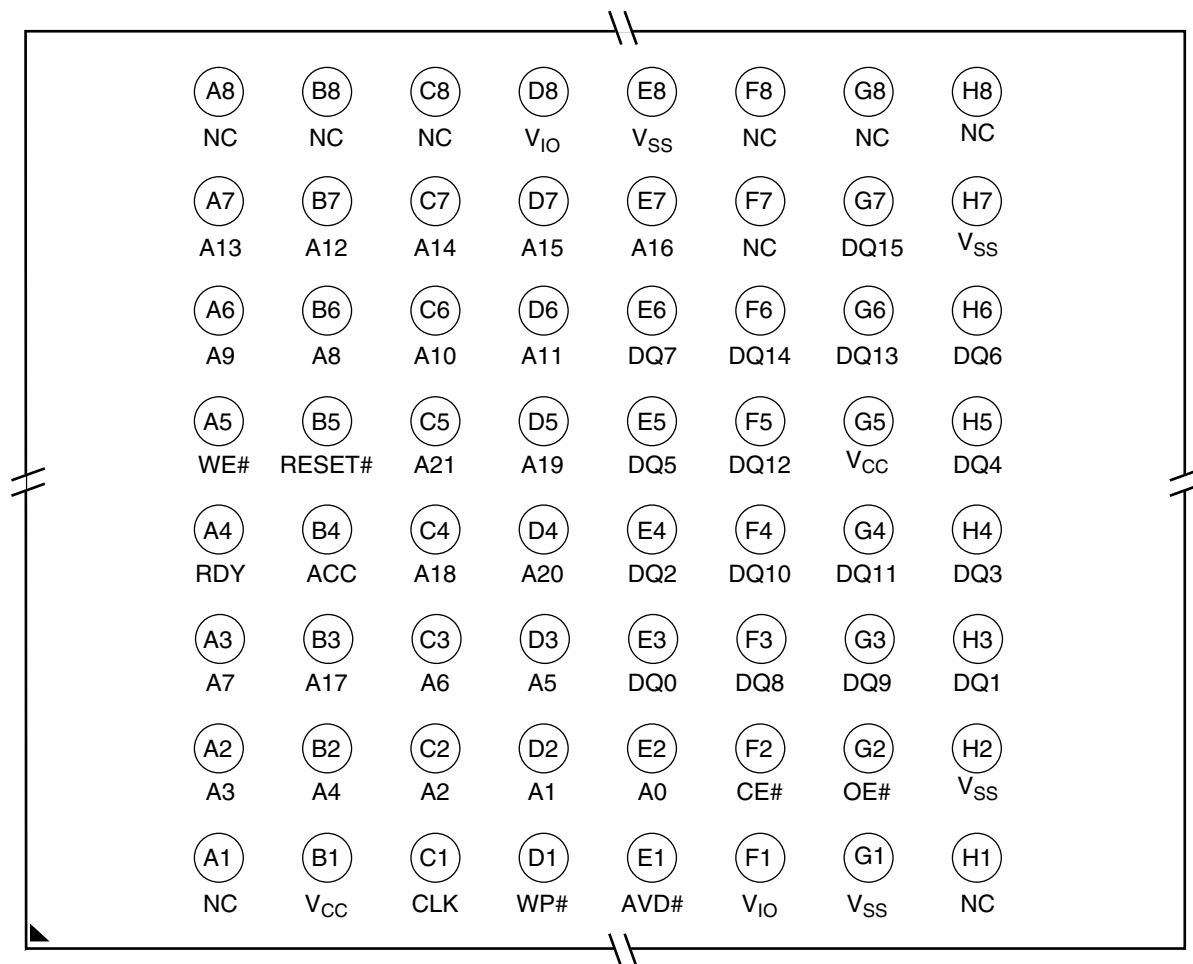 A8 B8 C8 D8 E8 F8 G8 H8
NC NC NC VIO VSS NC NC NC
A7 B7 C7 D7 E7 F7 G7 H7
A13 A12 A14 A15 A16 NC DQ15 VSS
A6 B6 C6 D6 E6 F6 G6 H6
A9 A8 A10 A11 DQ7 DQ14 DQ13 DQ6
A5 B5 C5 D5 E5 F5 G5 H5
WE# RESET# A21 A19 DQ5 DQ12 VCC DQ4
A4 B4 C4 D4 E4 F4 G4 H4
RDY ACC A18 A20 DQ2 DQ10 DQ11 DQ3
A3 B3 C3 D3 E3 F3 G3 H3
A7 A17 A6 A5 DQ0 DQ8 DQ9 DQ1
A2 B2 C2 D2 E2 F2 G2 H2
A3 A4 A2 A1 A0 CE# OE# VSS
A1 B1 C1 D1 E1 F1 G1 H1
NC VCC CLK WP# AVD# VIO VSS NC